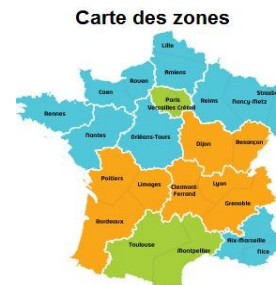 Carte des zones
Lille
Amiens
Rouen
Caen
Paris
Versailles Créteil
Reims
Strasb
Nancy-Metz
Rennes
Nantes
Orléans-Tours
Dijon
Besançon
Poitiers
Limoges
Clermont-
Ferrand
Lyon
Grenoble
Bordeaux
Toulouse
Montpellier
Aix-Marseille
Nice